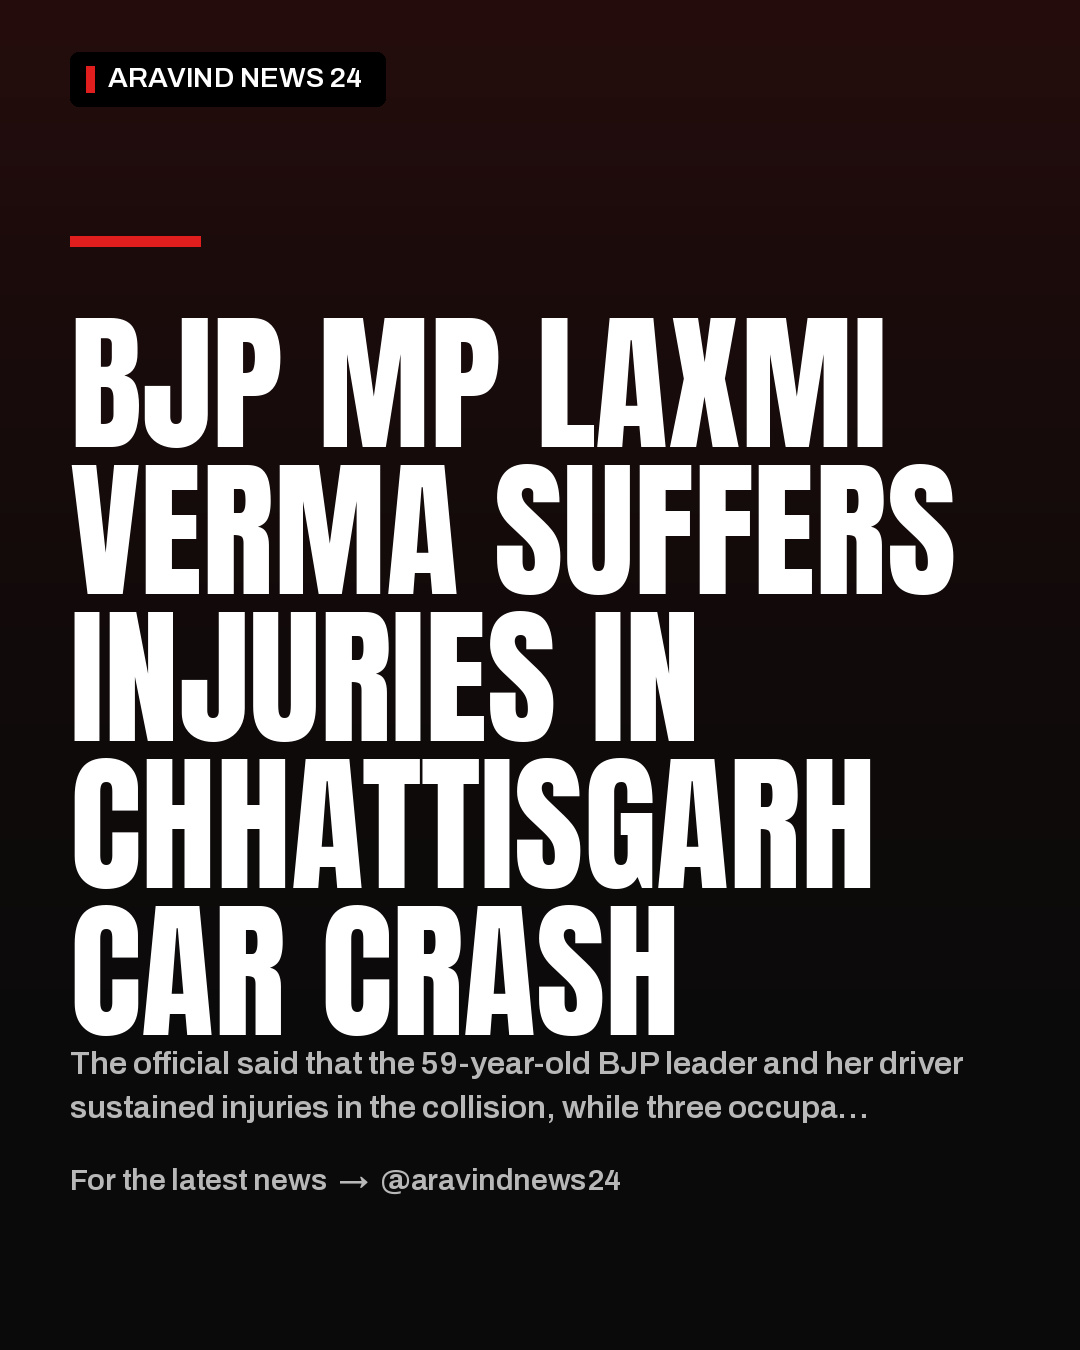 ARAVIND NEWS 24
BJP MP LAXMI
VERMA SUFFERS
INJURIES IN
CHHATTISGARH
CAR CRASH
The official said that the 59-year-old BJP leader and her driver
sustained injuries in the collision, while three occupa...
For the latest news → @aravindnews24